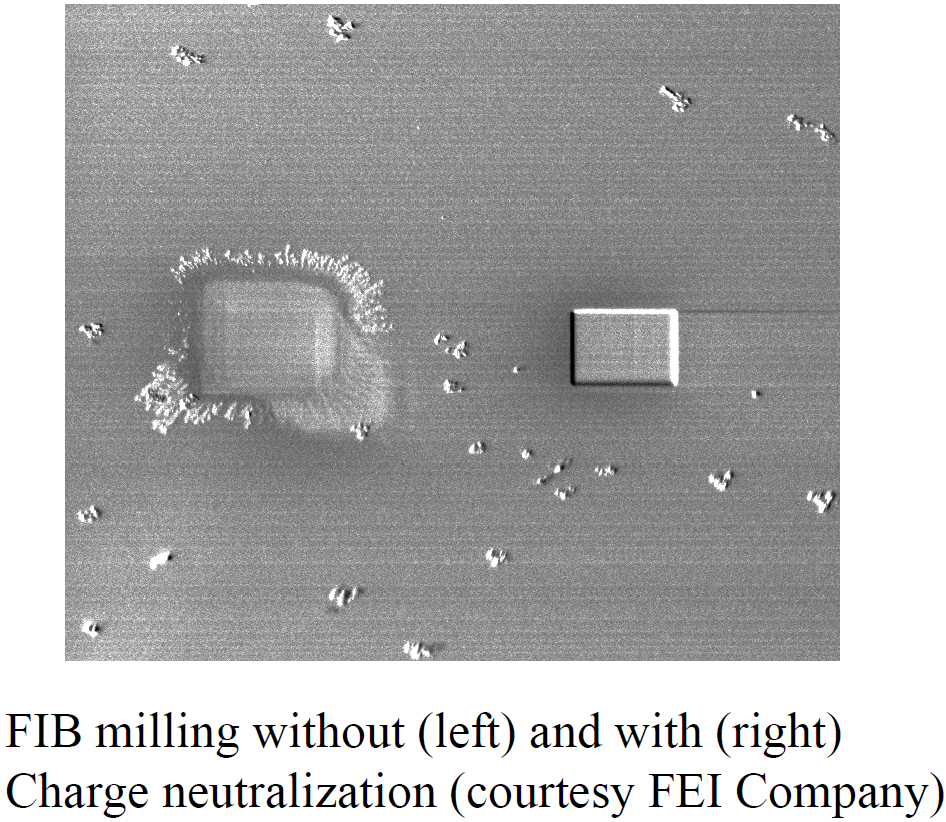 FIB milling without (left) and with (right)
Charge neutralization (courtesy FEI Company)